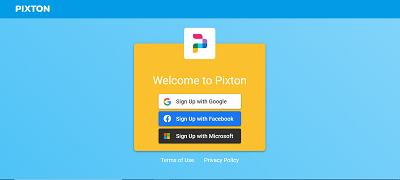 PIXTON
Welcome to Pixton
Sign Up with Google
Sign Up with Facebook
Sign Up with Microsoft
Terms of Use Privacy Policy